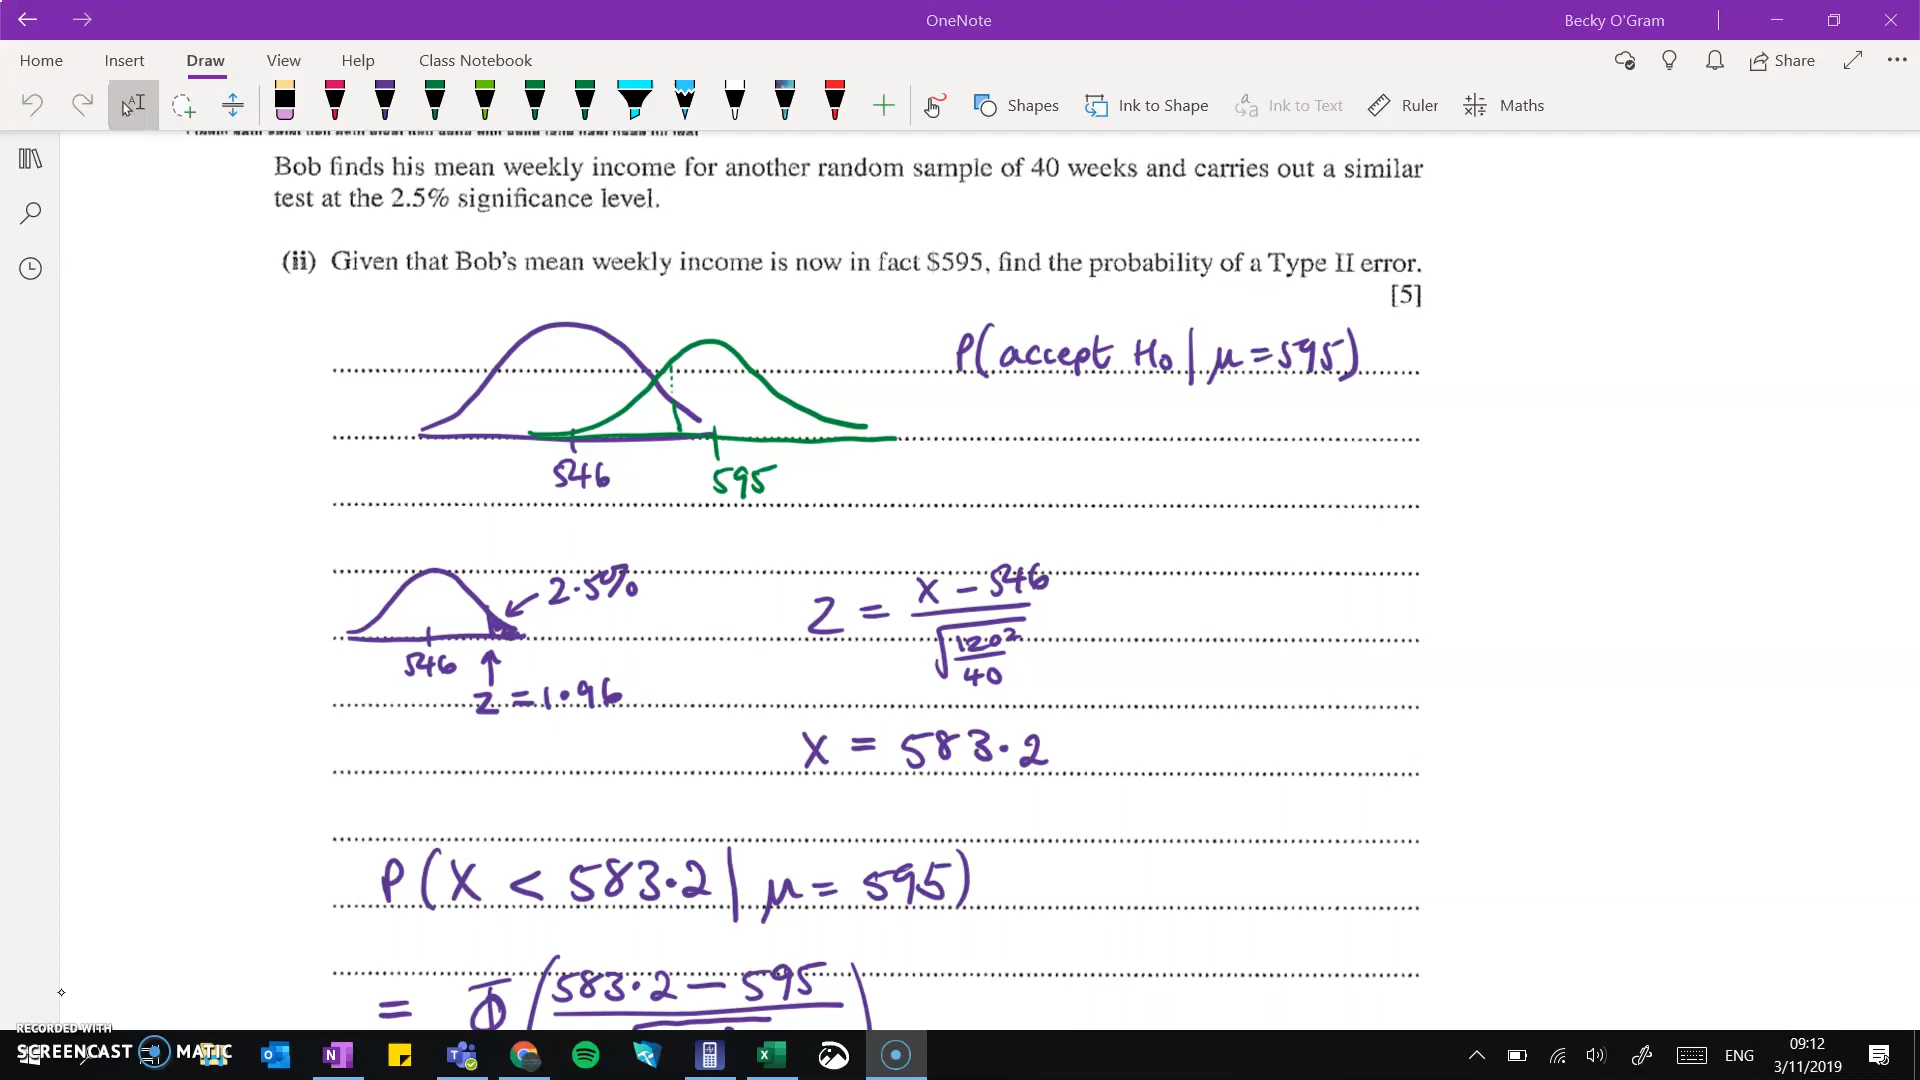 OneNote
Becky O'Gram
Home Insert Draw View Help Class Notebook
Share
Shapes Ink to Shape Ink to Text Ruler Maths
Bob finds his mean weekly income for another random sample of 40 weeks and carries out a similar
test at the 2.5% significance level.
(ii) Given that Bob's mean weekly income is now in fact $595, find the probability of a Type II error.
[5]
P(accept H₀ | μ = 595)
546
595
2.5%
546
Z = 1.96
Z = X - 546 / √(120² / 40)
X = 583.2
P(X < 583.2 | μ = 595)
= Φ(583.2 - 595
RECORDED WITH
SCREENCAST MATIC
ENG
09:12
3/11/2019